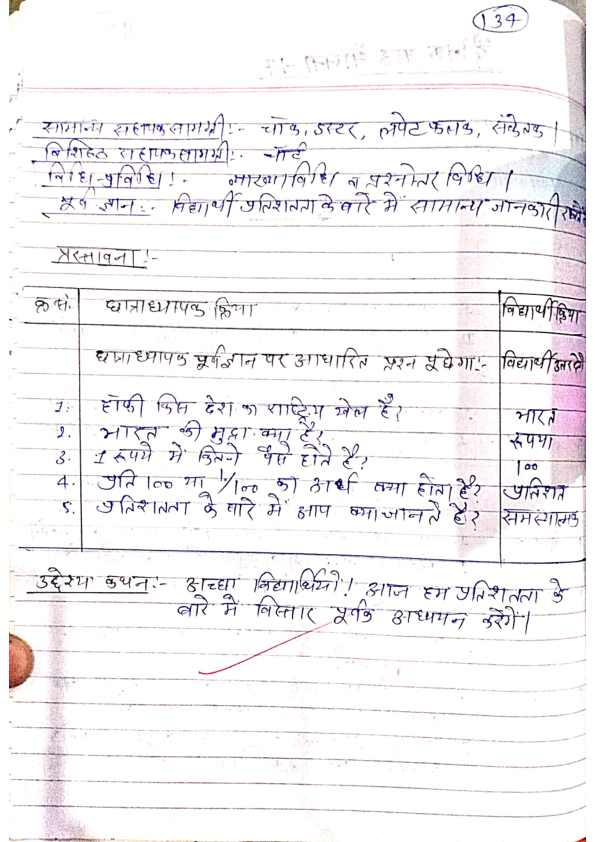 134
सामान्य सहायक सामग्री:- चॉक, डस्टर, लपेट फलक, संकेतक।
विशिष्ट सहायक सामग्री:- चार्ट
विधि-प्रविधि:- व्याख्या विधि व प्रश्नोत्तर विधि।
पूर्व ज्ञान:- विद्यार्थी प्रतिशतता के बारे में सामान्य जानकारी रखते हैं
प्रस्तावना:-
क्र.सं. छात्राध्यापक क्रिया विद्यार्थी क्रिया
छात्राध्यापक पूर्वज्ञान पर आधारित प्रश्न पूछेगा:- विद्यार्थी उत्तर देंगे
1. हॉकी किस देश का राष्ट्रिय खेल है? भारत
2. भारत की मुद्रा क्या है? रूपया
3. 1 रूपये में कितने पैसे होते है? 100
4. प्रति 100 या 1/100 का अर्थ क्या होता है? प्रतिशत
5. प्रतिशतता के बारे में आप क्या जानते हो? समस्यात्मक
उद्देश्य कथन:- अच्छा विद्यार्थियों! आज हम प्रतिशतता के
बारे में विस्तार पूर्वक अध्ययन करेंगे।